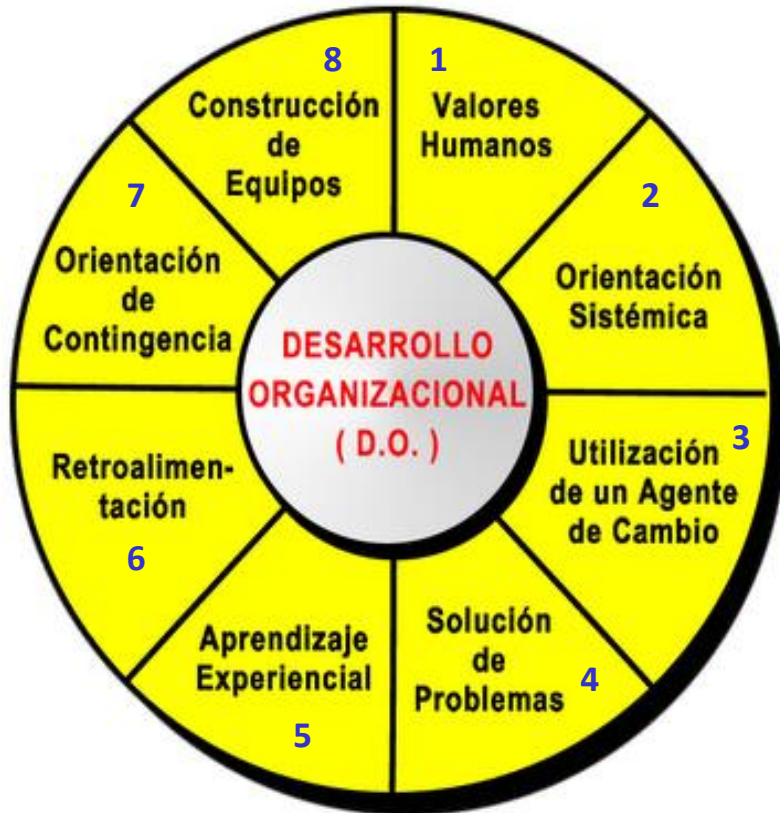 1
Valores
Humanos
2
Orientación
Sistémica
3
Utilización
de un Agente
de Cambio
Solución
de
Problemas
4
Aprendizaje
Experiencial
5
Retroalimen-
tación
6
7
Orientación
de
Contingencia
8
Construcción
de
Equipos
DESARROLLO
ORGANIZACIONAL
( D.O. )